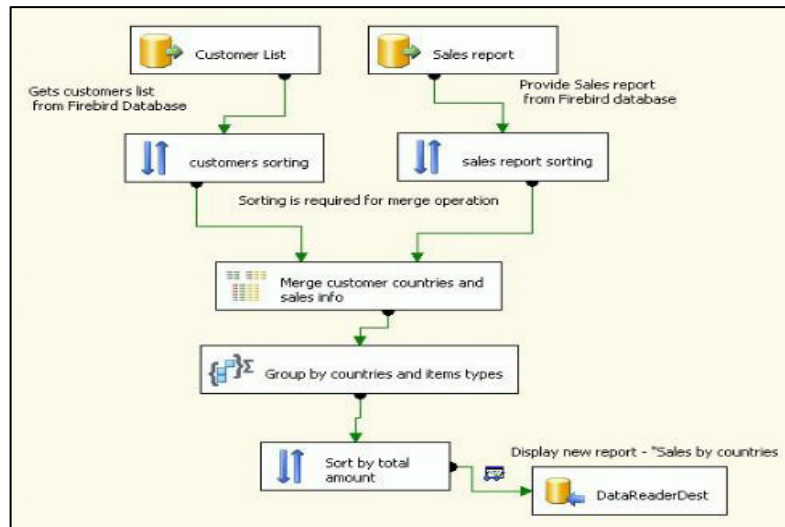 Customer List
Sales report
Gets customers list
from Firebird Database
Provide Sales report
from Firebird database
customers sorting
sales report sorting
Sorting is required for merge operation
Merge customer countries and
sales info
Group by countries and items types
Sort by total
amount
Display new report - "Sales by countries
DataReaderDest